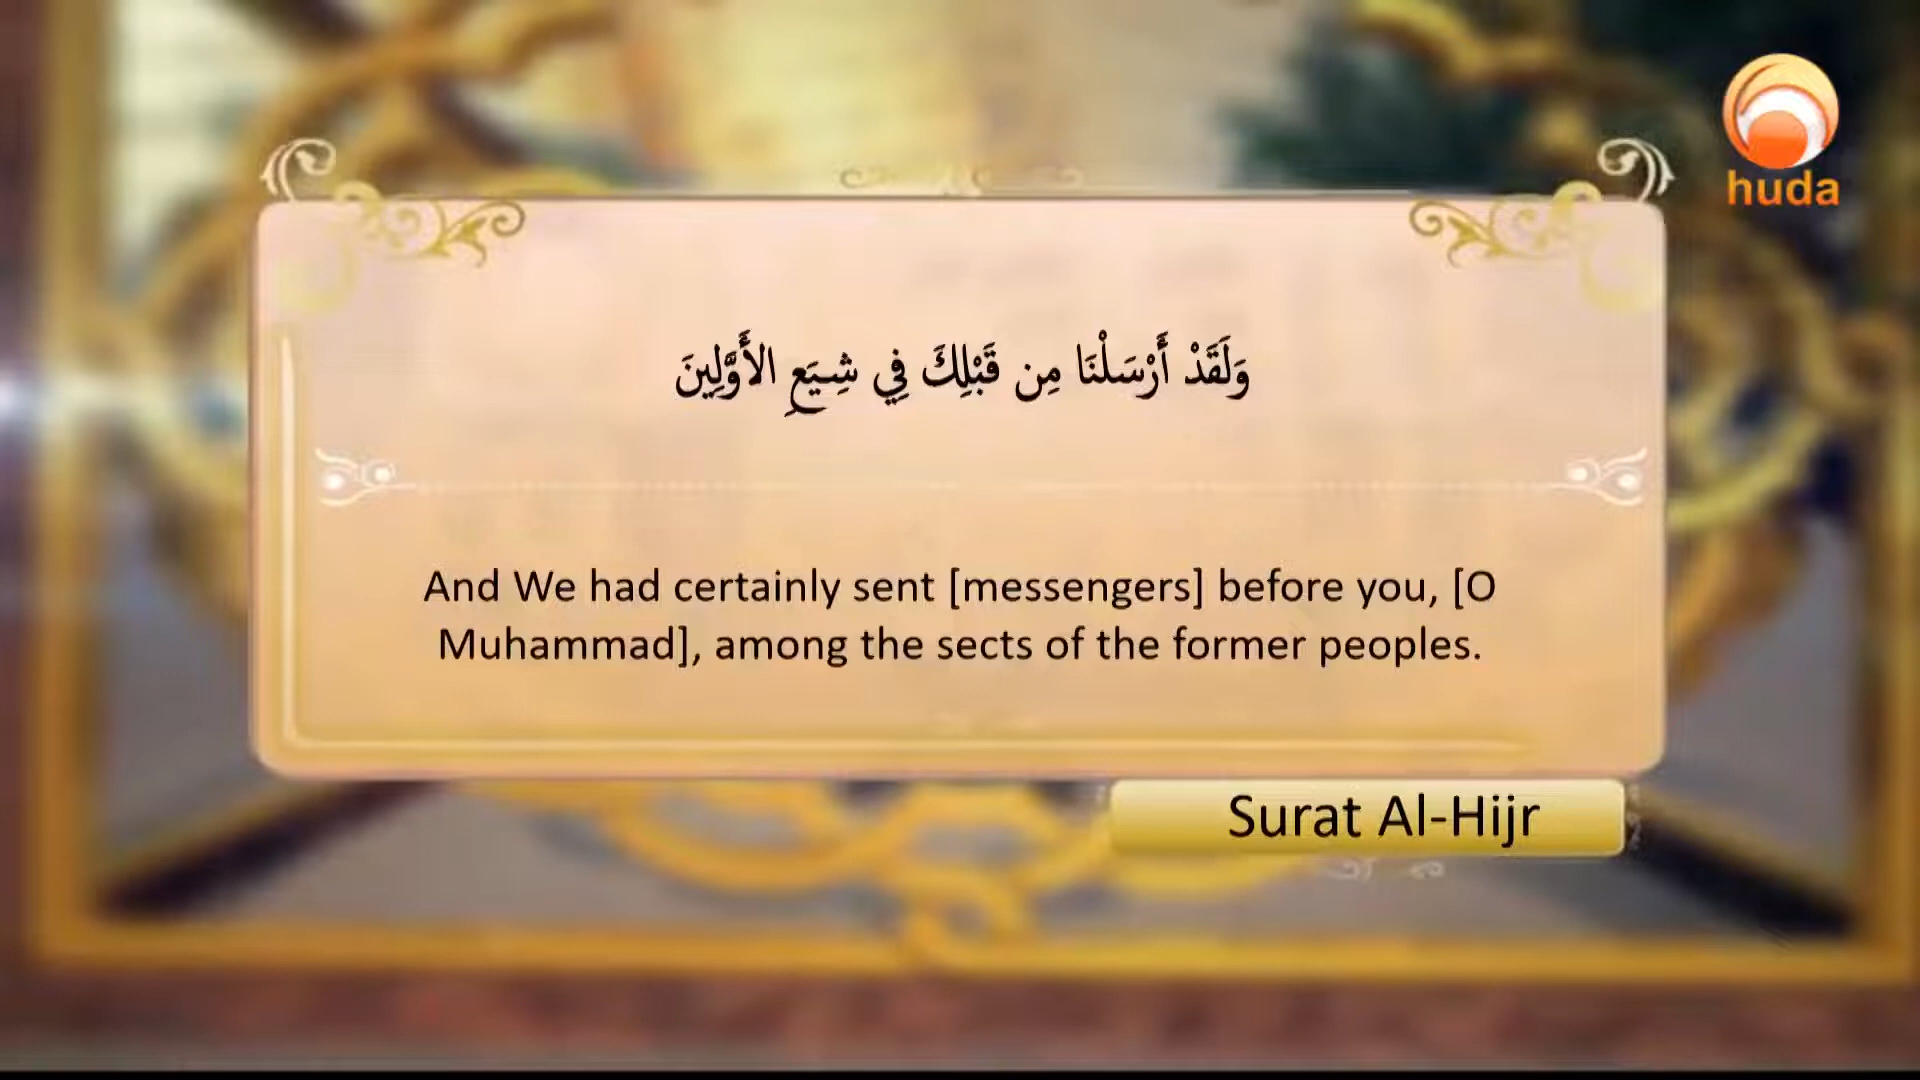 huda
وَلَقَدْ أَرْسَلْنَا مِن قَبْلِكَ فِي شِيَعِ الأَوَّلِينَ
And We had certainly sent [messengers] before you, [O
Muhammad], among the sects of the former peoples.
Surat Al-Hijr